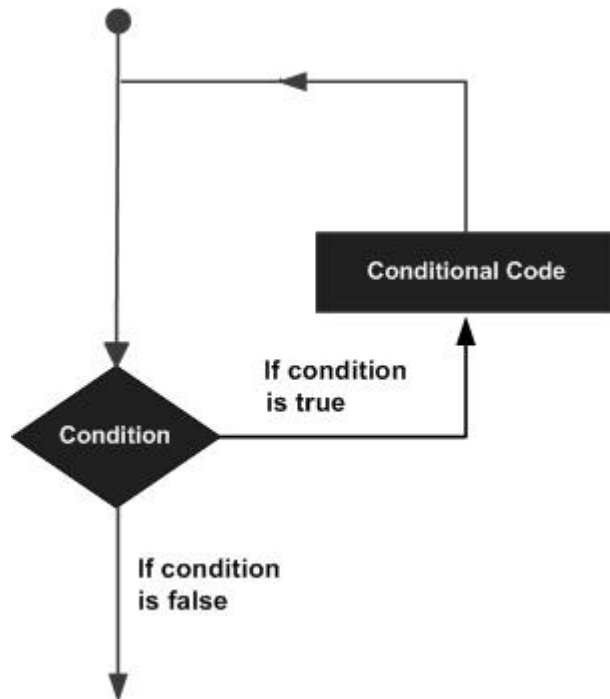 Conditional Code
If condition
is true
Condition
If condition
is false